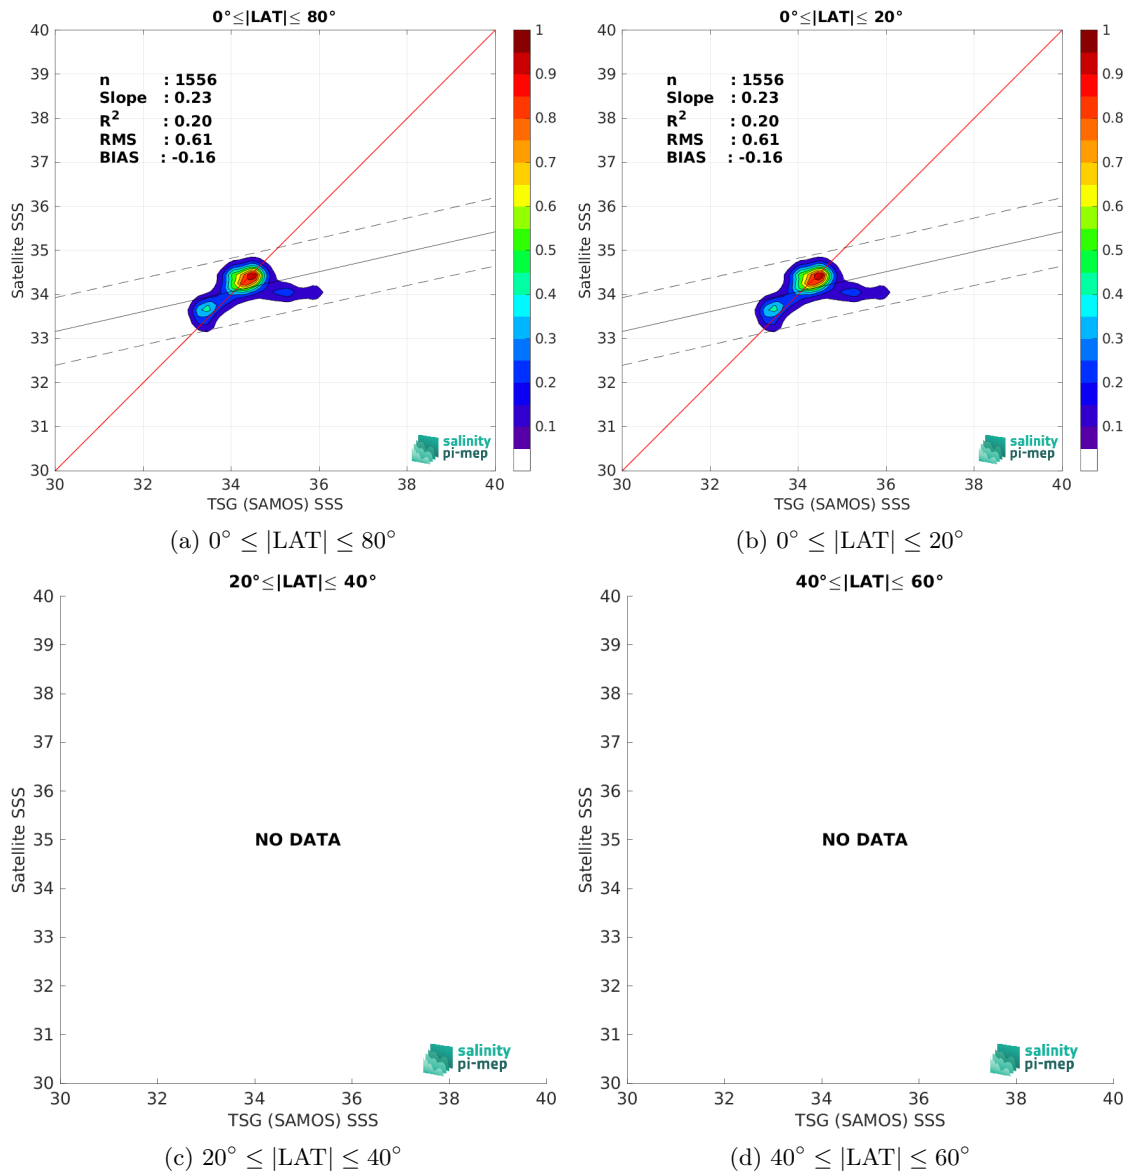 0°≤|LAT|≤ 80°
40
39
38
37
36
35
34
33
32
31
30
Satellite SSS
n : 1556
Slope : 0.23
R² : 0.20
RMS : 0.61
BIAS : -0.16
1
0.9
0.8
0.7
0.6
0.5
0.4
0.3
0.2
0.1
salinity
pi-mep
30 32 34 36 38 40
TSG (SAMOS) SSS
(a) 0° ≤ |LAT| ≤ 80°
0°≤|LAT|≤ 20°
40
39
38
37
36
35
34
33
32
31
30
Satellite SSS
n : 1556
Slope : 0.23
R² : 0.20
RMS : 0.61
BIAS : -0.16
1
0.9
0.8
0.7
0.6
0.5
0.4
0.3
0.2
0.1
salinity
pi-mep
30 32 34 36 38 40
TSG (SAMOS) SSS
(b) 0° ≤ |LAT| ≤ 20°
20°≤|LAT|≤ 40°
40
39
38
37
36
35
34
33
32
31
30
Satellite SSS
NO DATA
salinity
pi-mep
30 32 34 36 38 40
TSG (SAMOS) SSS
(c) 20° ≤ |LAT| ≤ 40°
40°≤|LAT|≤ 60°
40
39
38
37
36
35
34
33
32
31
30
Satellite SSS
NO DATA
salinity
pi-mep
30 32 34 36 38 40
TSG (SAMOS) SSS
(d) 40° ≤ |LAT| ≤ 60°